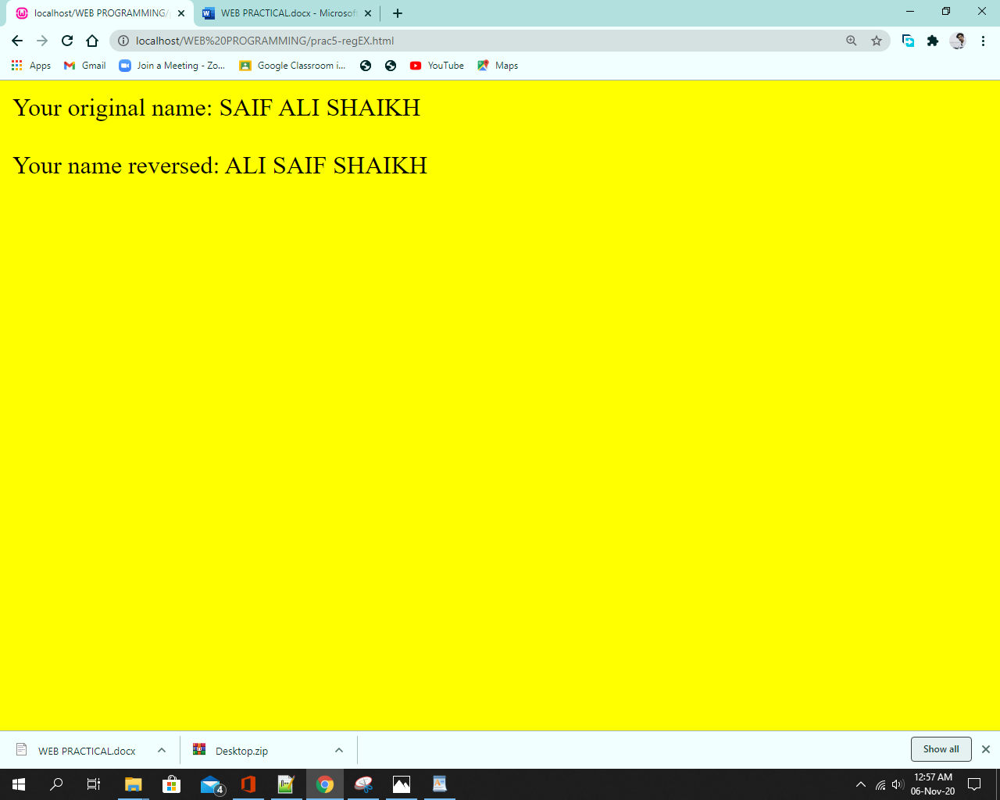 localhost/WEB PROGRAMMING/
WEB PRACTICAL.docx - Microsoft
localhost/WEB%20PROGRAMMING/prac5-regEX.html
Apps
Gmail
Join a Meeting - Zo...
Google Classroom i...
YouTube
Maps
Your original name: SAIF ALI SHAIKH
Your name reversed: ALI SAIF SHAIKH
WEB PRACTICAL.docx
Desktop.zip
Show all
4
12:57 AM
06-Nov-20